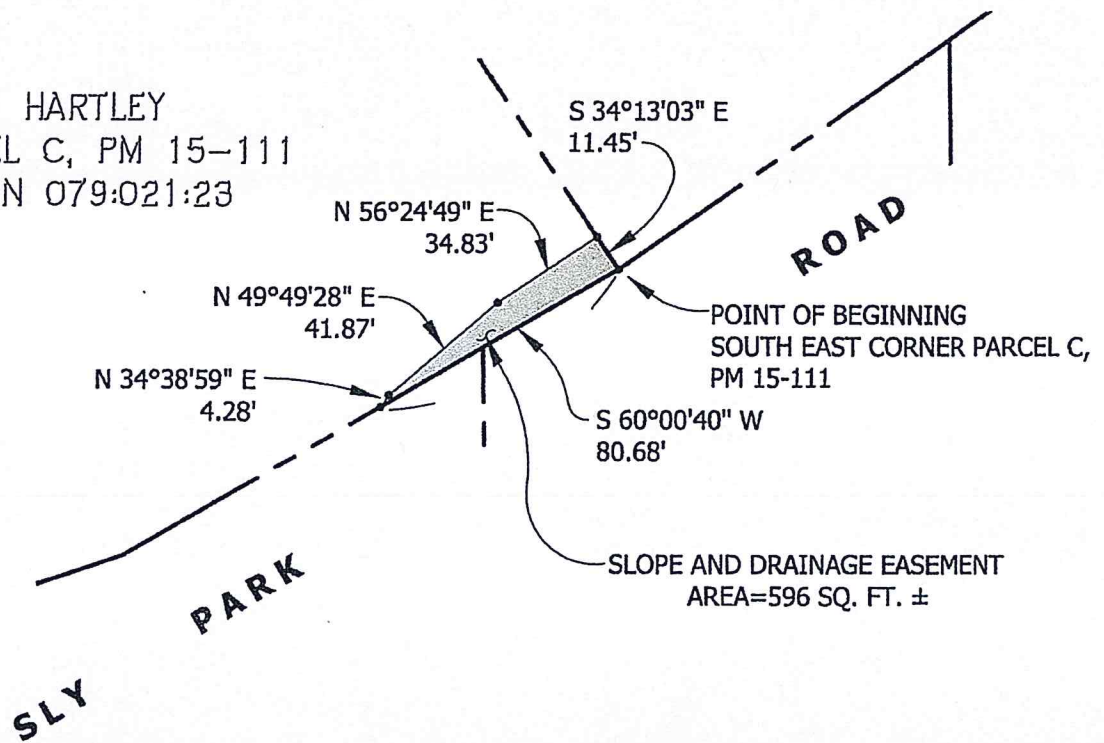 HARTLEY
L C, PM 15-111
N 079:021:23
S 34°13'03" E
11.45'
N 56°24'49" E
34.83'
N 49°49'28" E
41.87'
N 34°38'59" E
4.28'
POINT OF BEGINNING
SOUTH EAST CORNER PARCEL C,
PM 15-111
S 60°00'40" W
80.68'
SLOPE AND DRAINAGE EASEMENT
AREA=596 SQ. FT. ±
SLY PARK ROAD